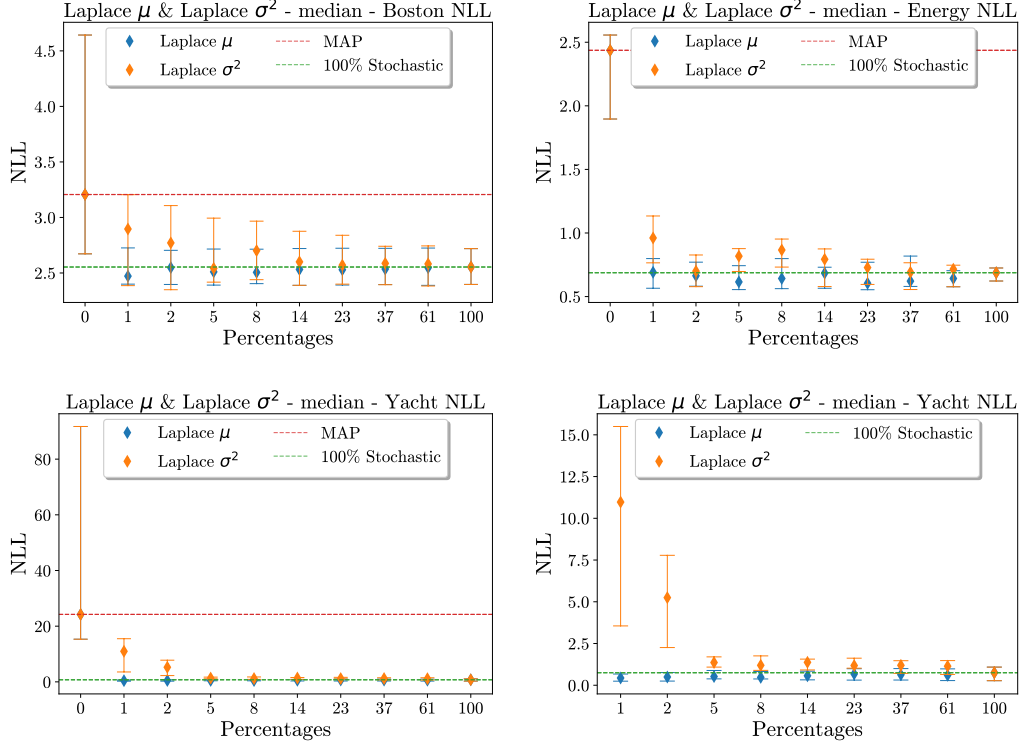 Laplace μ & Laplace σ² - median - Boston NLL
Laplace μ
Laplace σ²
MAP
100% Stochastic
NLL
4.5
4.0
3.5
3.0
2.5
0 1 2 5 8 14 23 37 61 100
Percentages
Laplace μ & Laplace σ² - median - Energy NLL
Laplace μ
Laplace σ²
MAP
100% Stochastic
NLL
2.5
2.0
1.5
1.0
0.5
0 1 2 5 8 14 23 37 61 100
Percentages
Laplace μ & Laplace σ² - median - Yacht NLL
Laplace μ
Laplace σ²
MAP
100% Stochastic
NLL
80
60
40
20
0
0 1 2 5 8 14 23 37 61 100
Percentages
Laplace μ & Laplace σ² - median - Yacht NLL
Laplace μ
Laplace σ²
100% Stochastic
NLL
15.0
12.5
10.0
7.5
5.0
2.5
0.0
1 2 5 8 14 23 37 61 100
Percentages